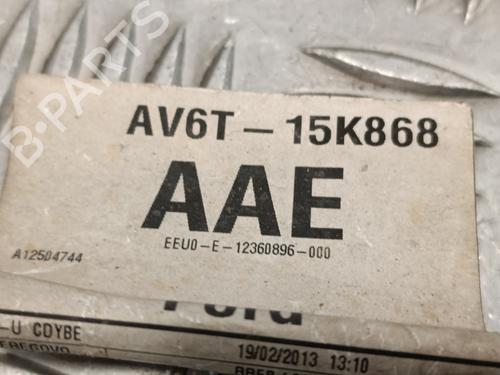 B-PARTS
AV6T-15K868
AAE
EEU0-E-12360896-000
A12504744
Ford
-U CDYBE
19/02/2013 13:10